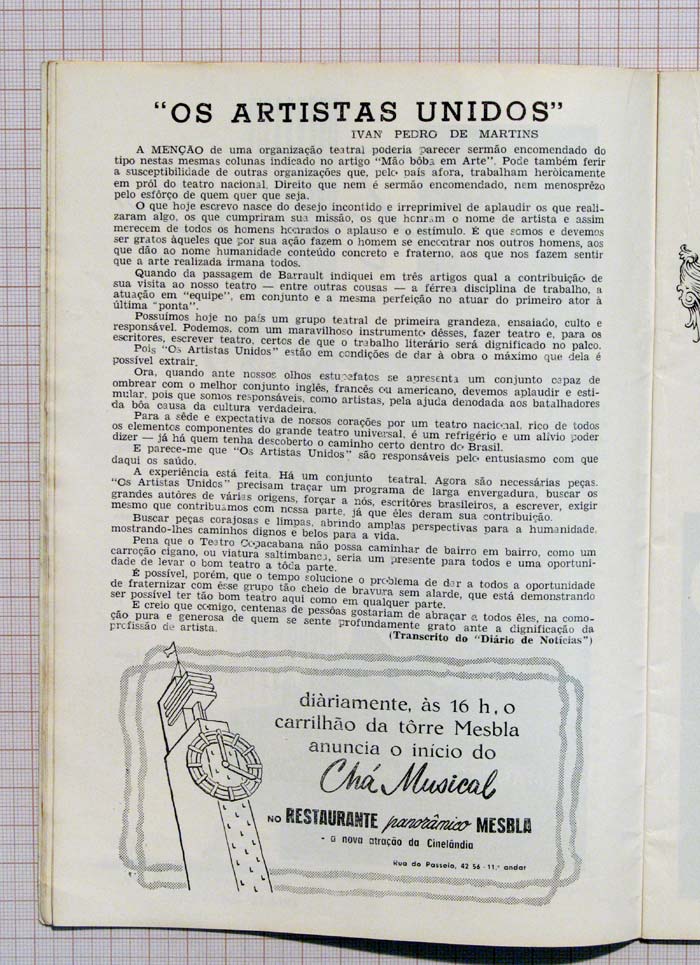 "OS ARTISTAS UNIDOS"
IVAN PEDRO DE MARTINS
A MENÇÃO de uma organização teatral poderia parecer sermão encomendado do
tipo nestas mesmas colunas indicado no artigo "Mão bôba em Arte". Pode também ferir
a susceptibilidade de outras organizações que, pelo país afora, trabalham heròicamente
em pról do teatro nacional. Direito que nem é sermão encomendado, nem menosprêzo
pelo esfôrço de quem quer que seja.
O que hoje escrevo nasce do desejo incontido e irreprimivel de aplaudir os que reali-
zaram algo, os que cumpriram sua missão, os que honram o nome de artista e assim
merecem de todos os homens honrados o aplauso e o estímulo. É que somos e devemos
ser gratos àqueles que por sua ação fazem o homem se encontrar nos outros homens, aos
que dão ao nome humanidade conteúdo concreto e fraterno, aos que nos fazem sentir
que a arte realizada irmana todos.
Quando da passagem de Barrault indiquei em três artigos qual a contribuição de
sua visita ao nosso teatro — entre outras cousas — a férrea disciplina de trabalho, a
atuação em "equipe", em conjunto e a mesma perfeição no atuar do primeiro ator à
última "ponta".
Possuímos hoje no país um grupo teatral de primeira grandeza, ensaiado, culto e
responsável. Podemos, com um maravilhoso instrumento dêsses, fazer teatro e, para os
escritores, escrever teatro, certos de que o trabalho literário será dignificado no palco.
Pois "Os Artistas Unidos" estão em condições de dar à obra o máximo que dela é
possível extrair.
Ora, quando ante nossos olhos estupefatos se apresenta um conjunto capaz de
ombrear com o melhor conjunto inglês, francês ou americano, devemos aplaudir e esti-
mular, pois que somos responsáveis, como artistas, pela ajuda denodada aos batalhadores
da bôa causa da cultura verdadeira.
Para a sêde e expectativa de nossos corações por um teatro nacional, rico de todos
os elementos componentes do grande teatro universal, é um refrigério e um alívio poder
dizer — já há quem tenha descoberto o caminho certo dentro do Brasil.
E parece-me que "Os Artistas Unidos" são responsáveis pelo entusiasmo com que
daqui os saúdo.
A experiência está feita. Há um conjunto teatral. Agora são necessárias peças.
"Os Artistas Unidos" precisam traçar um programa de larga envergadura, buscar os
grandes autôres de várias origens, forçar a nós, escritôres brasileiros, a escrever, exigir
mesmo que contribuamos com nossa parte, já que êles deram sua contribuição.
Buscar peças corajosas e limpas, abrindo amplas perspectivas para a humanidade,
mostrando-lhes caminhos dignos e belos para a vida.
Pena que o Teatro Copacabana não possa caminhar de bairro em bairro, como um
carroção cigano, ou viatura saltimbanca, seria um presente para todos e uma oportuni-
dade de levar o bom teatro a tôda parte.
É possível, porém, que o tempo solucione o problema de dar a todos a oportunidade
de fraternizar com êsse grupo tão cheio de bravura sem alarde, que está demonstrando
ser possível ter tão bom teatro aqui como em qualquer parte.
E creio que comigo, centenas de pessôas gostariam de abraçar a todos êles, na como-
ção pura e generosa de quem se sente profundamente grato ante a dignificação da
profissão de artista.
(Transcrito do "Diário de Notícias")
diàriamente, às 16 h, o
carrilhão da tôrre Mesbla
anuncia o início do
Chá Musical
NO RESTAURANTE panorâmico MESBLA
- a nova atração da Cinelândia
Rua do Passeio, 42 56 - 11.º andar